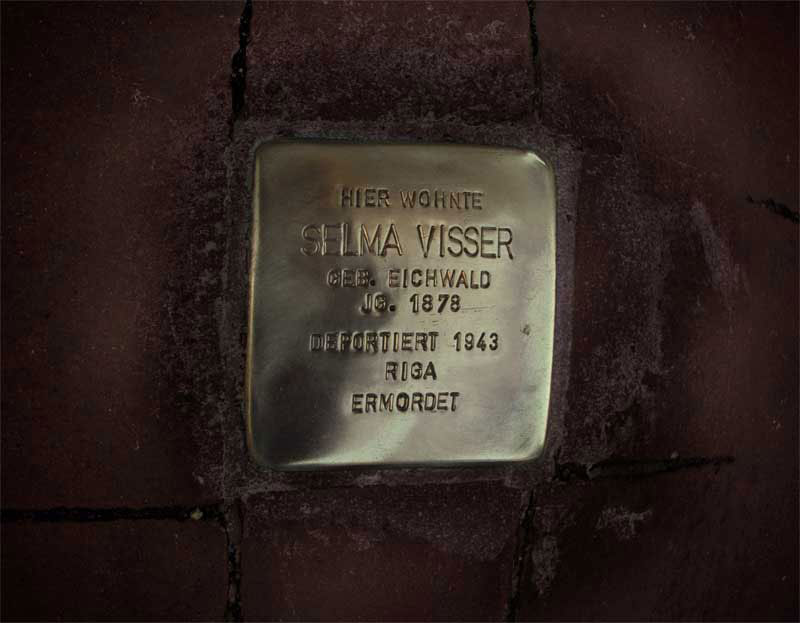 HIER WOHNTE
SELMA VISSER
GEB. EICHWALD
JG. 1878
DEPORTIERT 1943
RIGA
ERMORDET